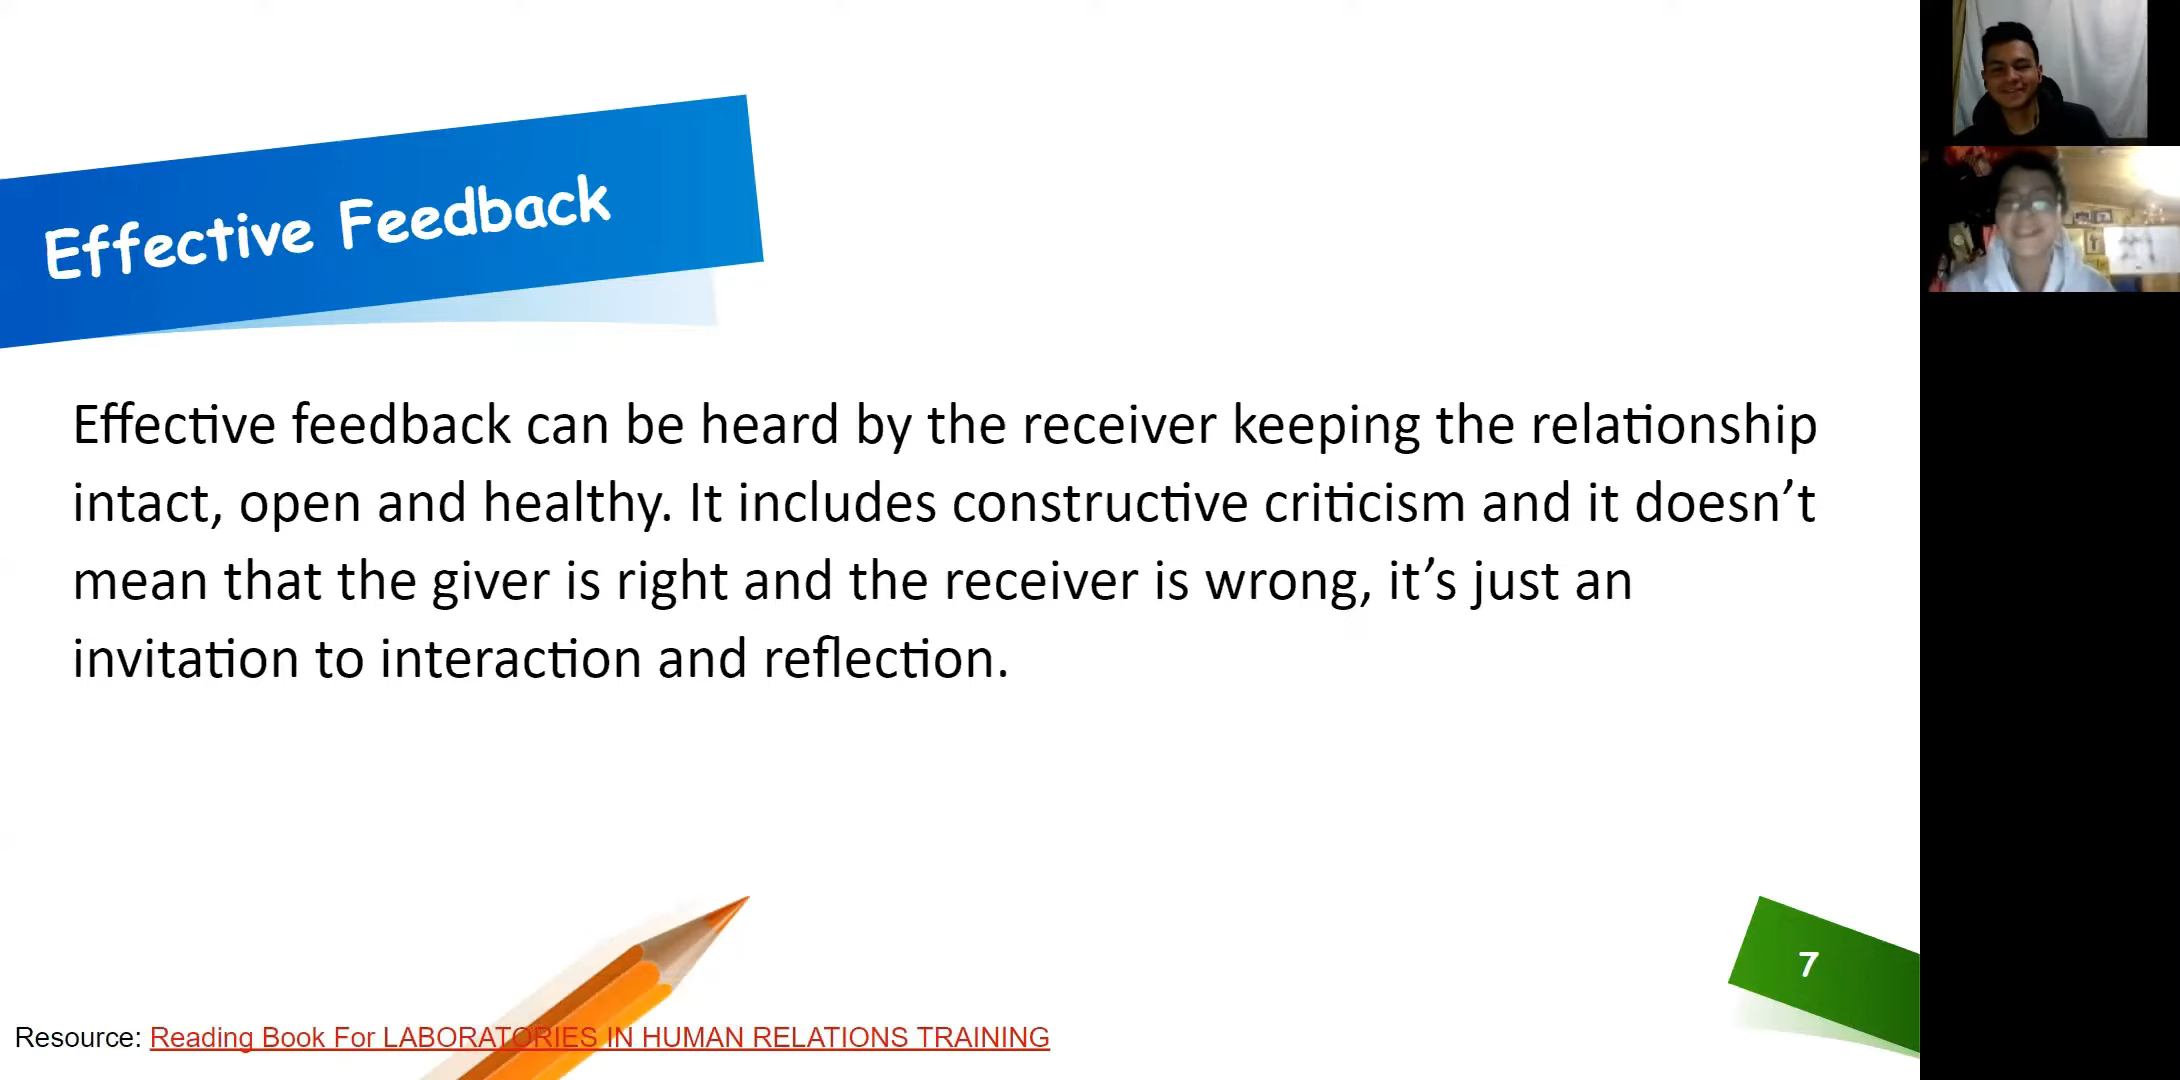 Effective Feedback
Effective feedback can be heard by the receiver keeping the relationship
intact, open and healthy. It includes constructive criticism and it doesn’t
mean that the giver is right and the receiver is wrong, it’s just an
invitation to interaction and reflection.
7
Resource: Reading Book For LABORATORIES IN HUMAN RELATIONS TRAINING